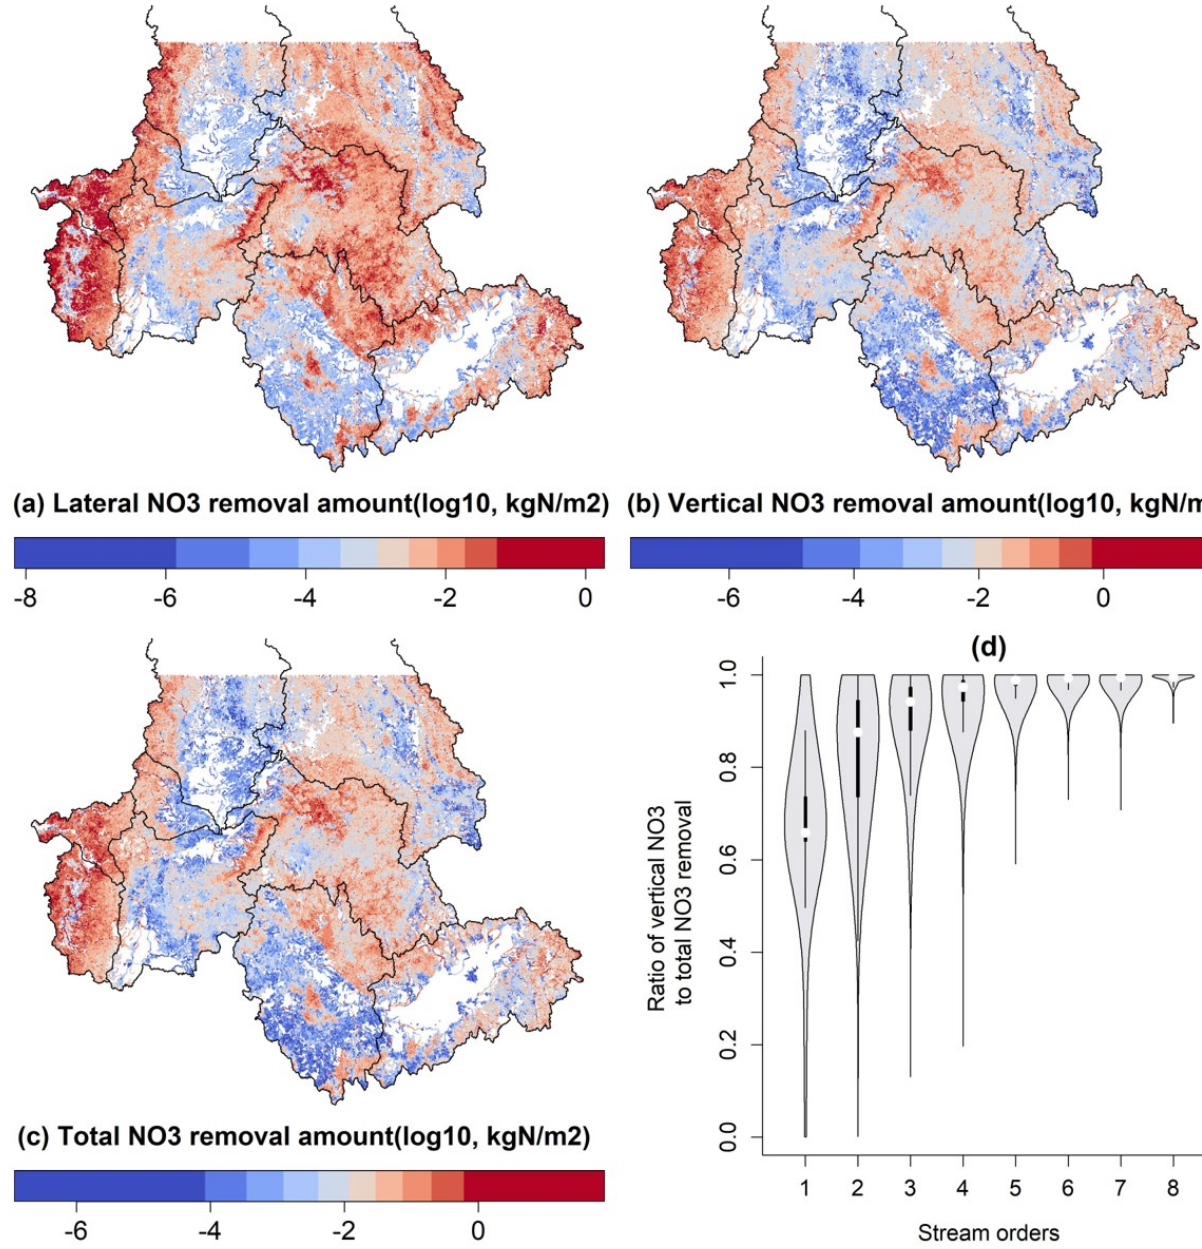 (a) Lateral NO3 removal amount(log10, kgN/m2)
-8 -6 -4 -2 0
(b) Vertical NO3 removal amount(log10, kgN/m
-6 -4 -2 0
(c) Total NO3 removal amount(log10, kgN/m2)
-6 -4 -2 0
(d)
Ratio of vertical NO3
to total NO3 removal
1.0
0.8
0.6
0.4
0.2
0.0
1 2 3 4 5 6 7 8
Stream orders